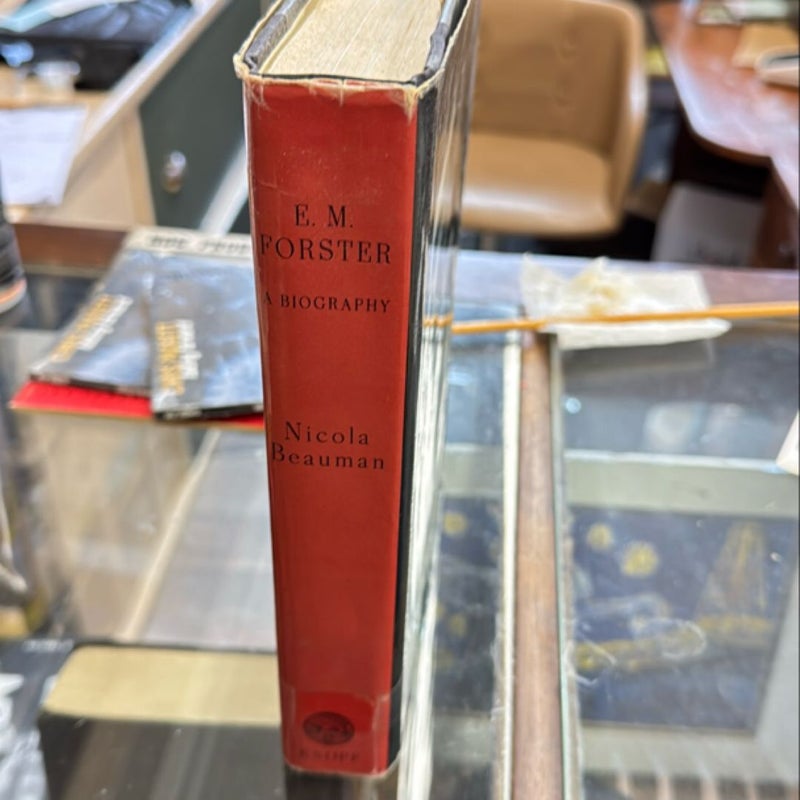 E. M.
FORSTER
A BIOGRAPHY
Nicola
Beauman
KNOPF